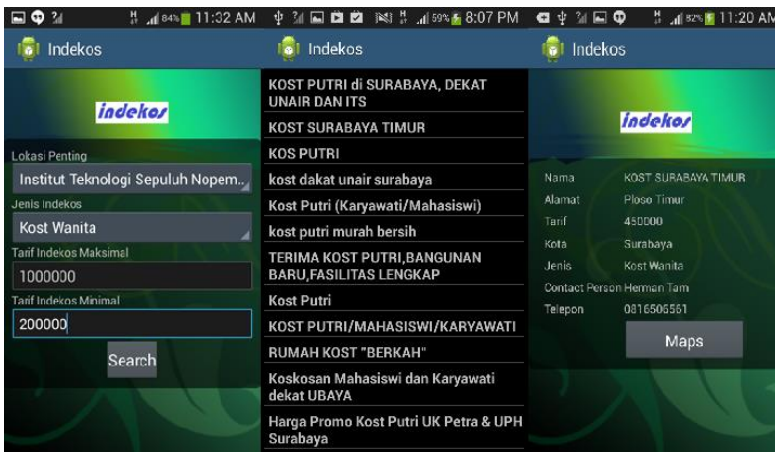 84% 11:32 AM
Indekos
indekos
Lokasi Penting
Institut Teknologi Sepuluh Nopem..
Jenis Indekos
Kost Wanita
Tarif Indekos Maksimal
1000000
Tarif Indekos Minimal
200000
Search
59% 8:07 PM
Indekos
KOST PUTRI di SURABAYA, DEKAT
UNAIR DAN ITS
KOST SURABAYA TIMUR
KOS PUTRI
kost dakat unair surabaya
Kost Putri (Karyawati/Mahasiswi)
kost putri murah bersih
TERIMA KOST PUTRI,BANGUNAN
BARU,FASILITAS LENGKAP
Kost Putri
KOST PUTRI/MAHASISWI/KARYAWATI
RUMAH KOST "BERKAH"
Koskosan Mahasiswi dan Karyawati
dekat UBAYA
Harga Promo Kost Putri UK Petra & UPH
Surabaya
82% 11:20 AM
Indekos
indekos
Nama KOST SURABAYA TIMUR
Alamat Ploso Timur
Tarif 450000
Kota Surabaya
Jenis Kost Wanita
Contact Person Herman Tam
Telepon 0816506561
Maps